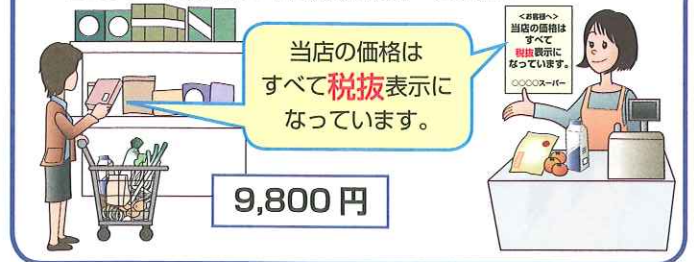 当店の価格は
すべて税抜表示に
なっています。
<お客様へ>
当店の価格は
すべて
税抜表示に
なっています。
○○○○スーパー
9,800円